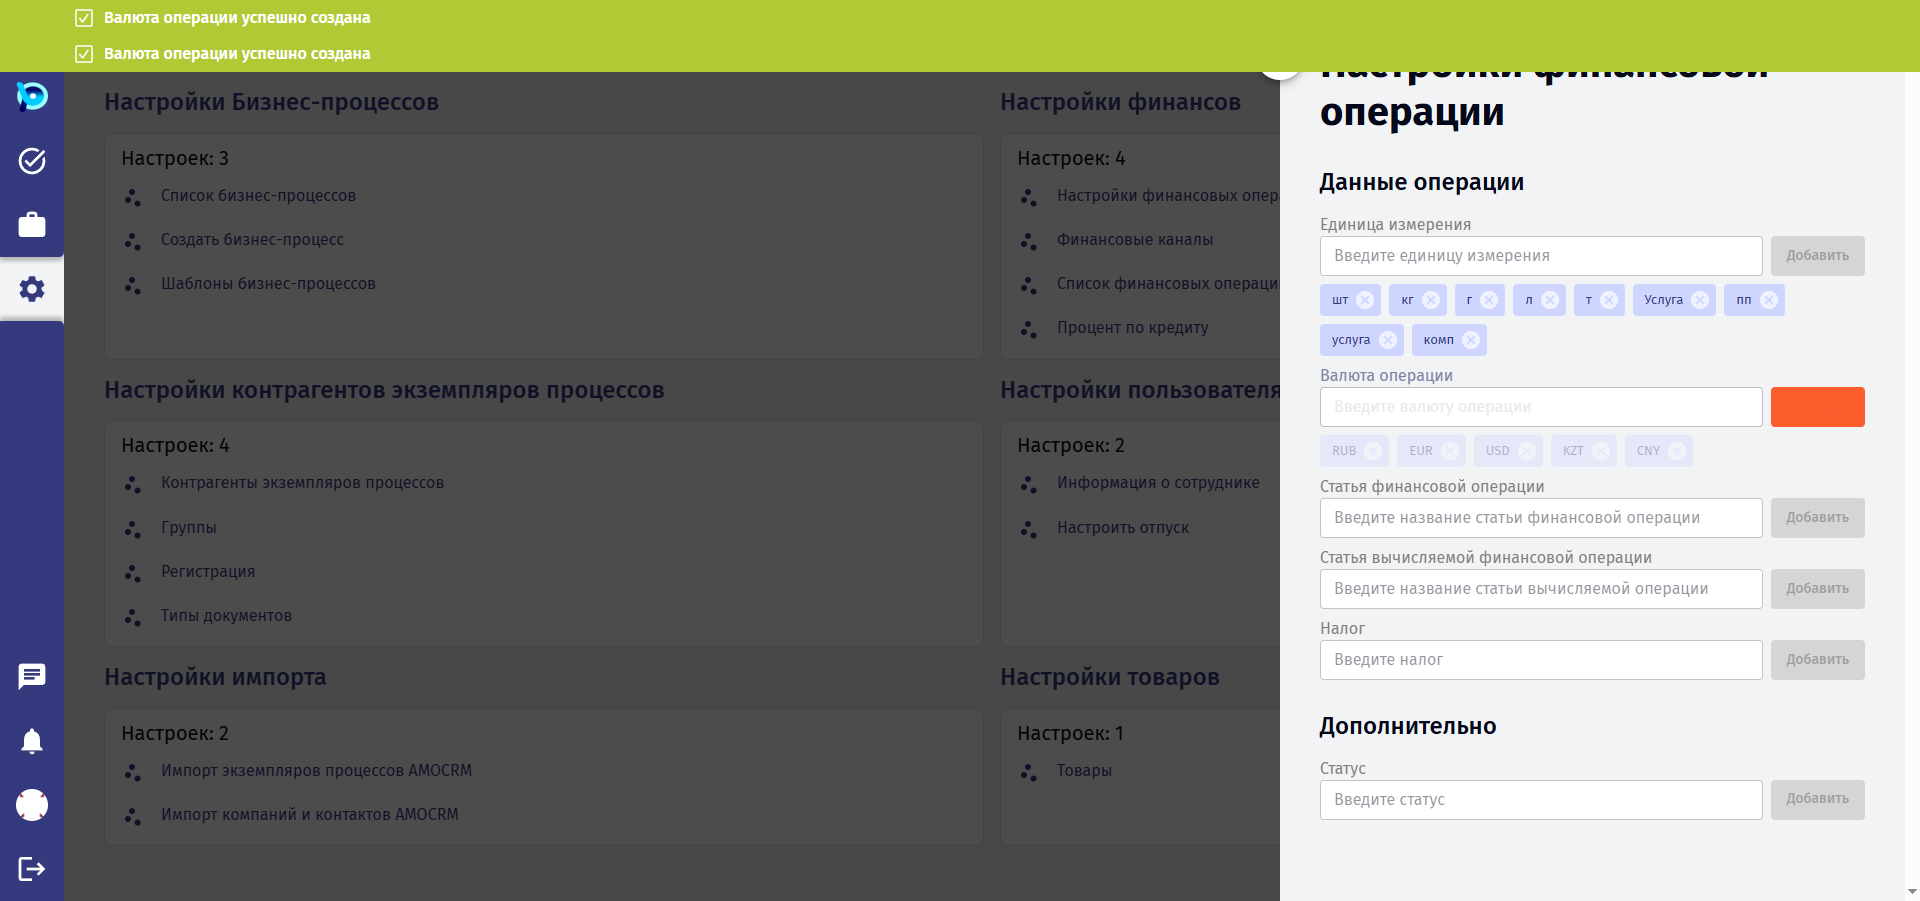 Валюта операции успешно создана
Валюта операции успешно создана
Настройки Бизнес-процессов
Настроек: 3
Список бизнес-процессов
Создать бизнес-процесс
Шаблоны бизнес-процессов
Настройки финансов
Настроек: 4
Настройки финансовых опер
Финансовые каналы
Список финансовых операци
Процент по кредиту
Настройки контрагентов экземпляров процессов
Настроек: 4
Контрагенты экземпляров процессов
Группы
Регистрация
Типы документов
Настройки пользователя
Настроек: 2
Информация о сотруднике
Настроить отпуск
Настройки импорта
Настроек: 2
Импорт экземпляров процессов AMOCRM
Импорт компаний и контактов AMOCRM
Настройки товаров
Настроек: 1
Товары
Настройки финансовой
операции
Данные операции
Единица измерения
Введите единицу измерения Добавить
шт кг г л т Услуга пп
услуга комп
Валюта операции
Введите валюту операции
RUB EUR USD KZT CNY
Статья финансовой операции
Введите название статьи финансовой операции Добавить
Статья вычисляемой финансовой операции
Введите название статьи вычисляемой операции Добавить
Налог
Введите налог Добавить
Дополнительно
Статус
Введите статус Добавить